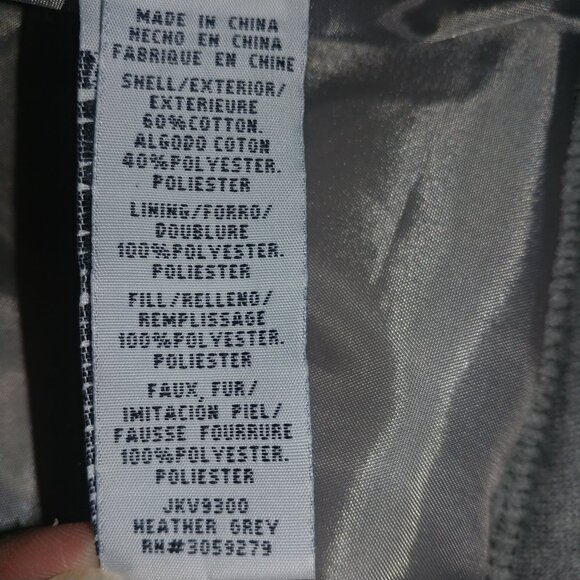 MADE IN CHINA
HECHO EN CHINA
FABRIQUE EN CHINE
SHELL/EXTERIOR/
EXTERIEURE
60%COTTON.
ALGODO COTON
40%POLYESTER.
POLIESTER
LINING/FORRO/
DOUBLURE
100%POLYESTER.
POLIESTER
FILL/RELLENO/
REMPLISSAGE
100%POLYESTER.
POLIESTER
FAUX, FUR/
IMITACIÓN PIEL/
FAUSSE FOURRURE
100%POLYESTER.
POLIESTER
JKV9300
HEATHER GREY
RN#3059279